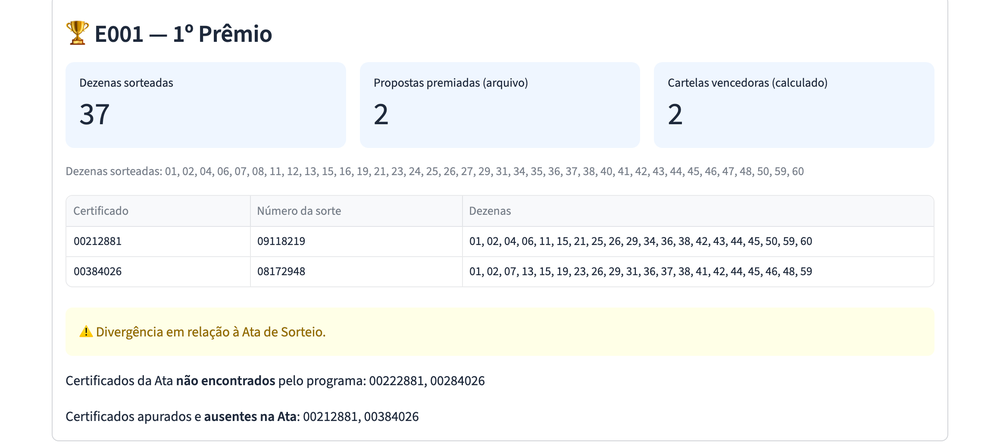 🏆 E001 — 1º Prêmio
Dezenas sorteadas
37
Propostas premiadas (arquivo)
2
Cartelas vencedoras (calculado)
2
Dezenas sorteadas: 01, 02, 04, 06, 07, 08, 11, 12, 13, 15, 16, 19, 21, 23, 24, 25, 26, 27, 29, 31, 34, 35, 36, 37, 38, 40, 41, 42, 43, 44, 45, 46, 47, 48, 50, 59, 60
Certificado Número da sorte Dezenas
00212881 09118219 01, 02, 04, 06, 11, 15, 21, 25, 26, 29, 34, 36, 38, 42, 43, 44, 45, 50, 59, 60
00384026 08172948 01, 02, 07, 13, 15, 19, 23, 26, 29, 31, 36, 37, 38, 41, 42, 44, 45, 46, 48, 59
⚠️ Divergência em relação à Ata de Sorteio.
Certificados da Ata não encontrados pelo programa: 00222881, 00284026
Certificados apurados e ausentes na Ata: 00212881, 00384026